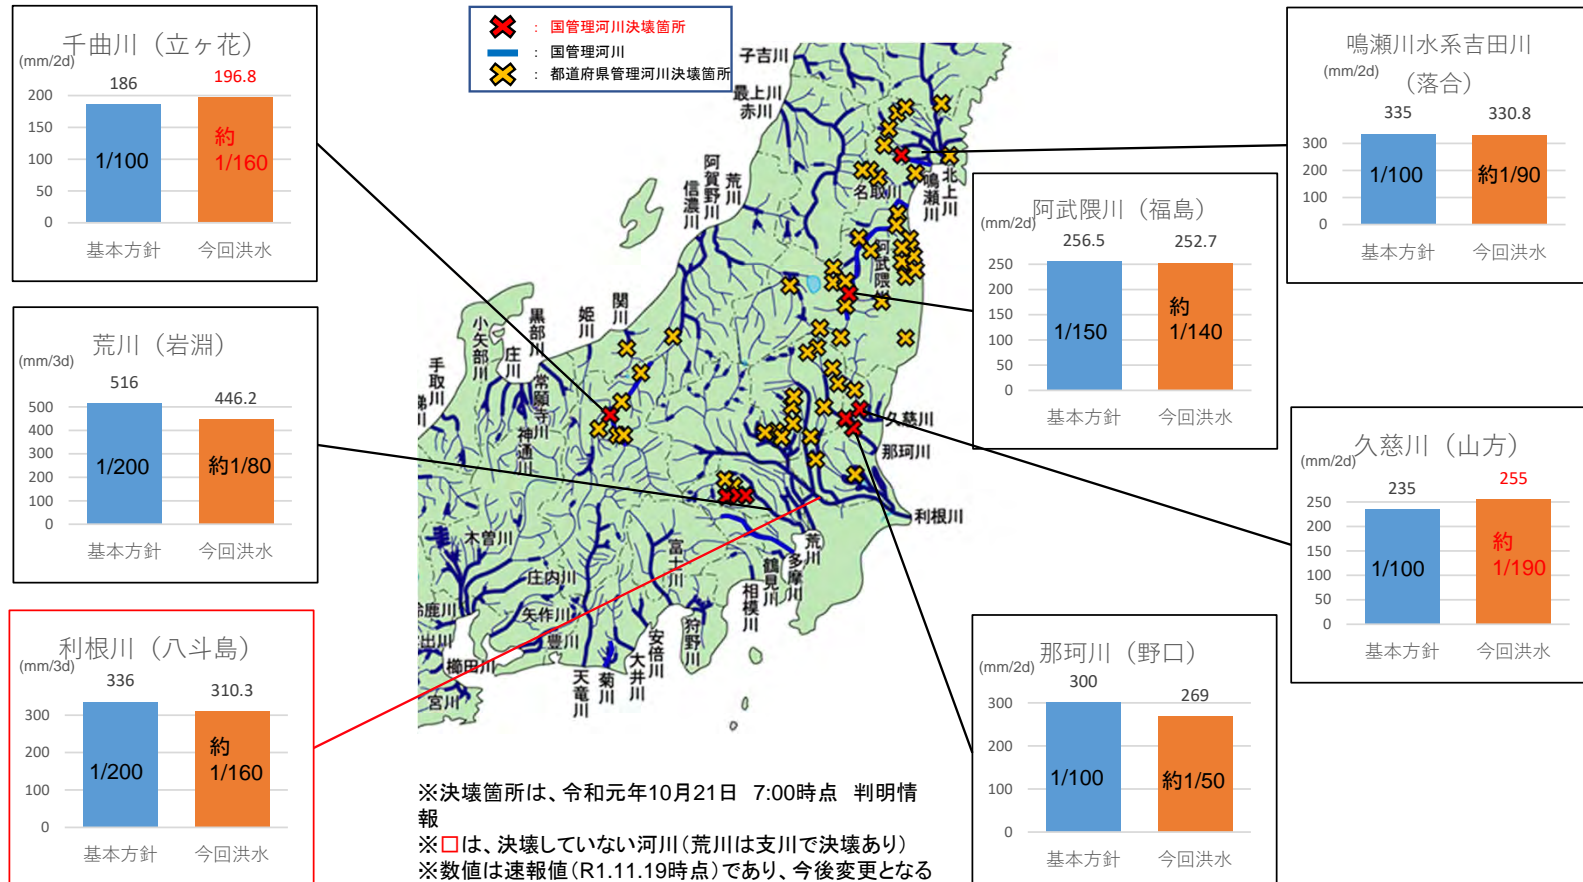 千曲川（立ヶ花）
(mm/2d)
186
196.8
200
150
100
50
0
1/100
約
1/160
基本方針
今回洪水
荒川（岩淵）
(mm/3d)
516
446.2
500
400
300
200
100
0
1/200
約1/80
基本方針
今回洪水
利根川（八斗島）
(mm/3d)
336
310.3
300
200
100
0
1/200
約
1/160
基本方針
今回洪水
：国管理河川決壊箇所
：国管理河川
：都道府県管理河川決壊箇所
子吉川
最上川
赤川
荒川
阿賀野川
信濃川
関川
姫川
黒部川
小矢部川
庄川
常願寺川
神通川
手取川
梯川
名取川
鳴瀬川
北上川
阿武隈川
久慈川
那珂川
利根川
荒川
多摩川
鶴見川
相模川
富士川
狩野川
安倍川
大井川
菊川
天竜川
豊川
矢作川
庄内川
木曽川
鈴鹿川
櫛田川
宮川
鳴瀬川水系吉田川
（落合）
(mm/2d)
335
330.8
300
200
100
0
1/100
約1/90
基本方針
今回洪水
阿武隈川（福島）
(mm/2d)
256.5
252.7
250
200
150
100
50
0
1/150
約
1/140
基本方針
今回洪水
久慈川（山方）
(mm/2d)
235
255
250
200
150
100
50
0
1/100
約
1/190
基本方針
今回洪水
那珂川（野口）
(mm/2d)
300
269
300
200
100
0
1/100
約1/50
基本方針
今回洪水
※決壊箇所は、令和元年10月21日 7:00時点 判明情
報
※□は、決壊していない河川（荒川は支川で決壊あり）
※数値は速報値（R1.11.19時点）であり、今後変更となる